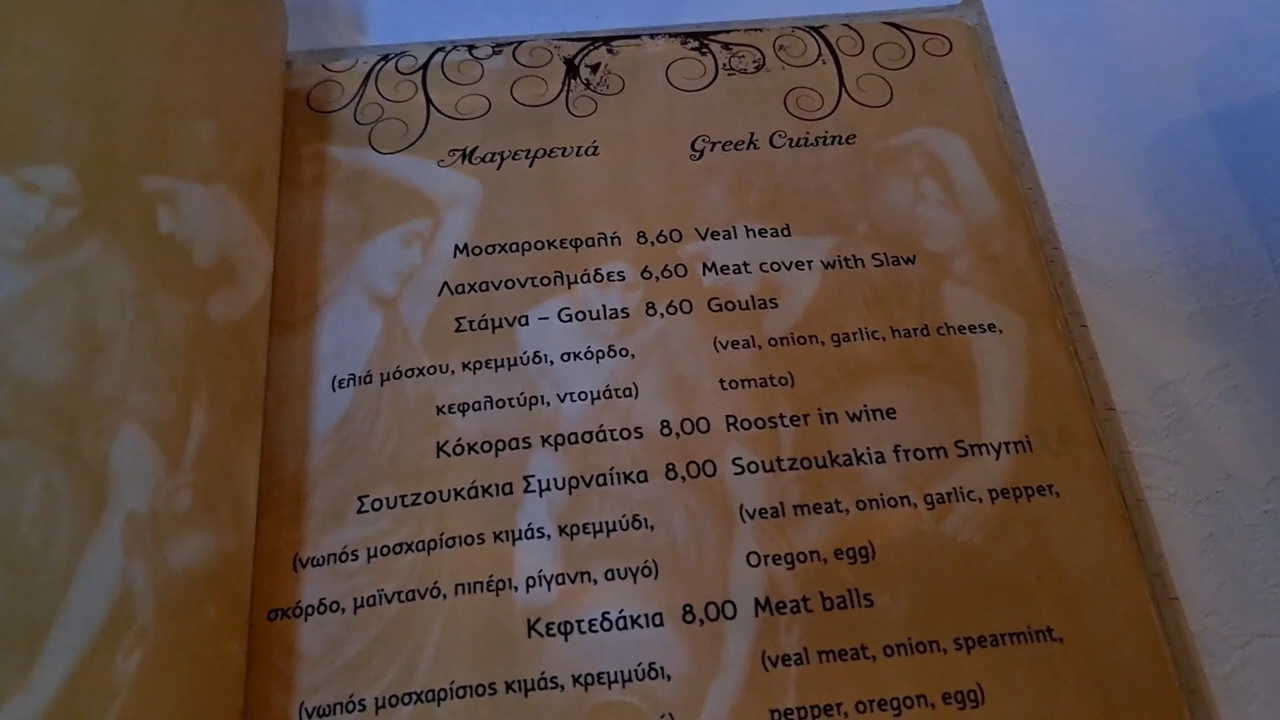 Μαγειρευτά Greek Cuisine
Μοσχαροκεφαλή 8,60 Veal head
Λαχανοντολμάδες 6,60 Meat cover with Slaw
Στάμνα – Goulas 8,60 Goulas
(ελιά μόσχου, κρεμμύδι, σκόρδο, (veal, onion, garlic, hard cheese,
κεφαλοτύρι, ντομάτα) tomato)
Κόκορας κρασάτος 8,00 Rooster in wine
Σουτζουκάκια Σμυρναίικα 8,00 Soutzoukakia from Smyrni
(νωπός μοσχαρίσιος κιμάς, κρεμμύδι, (veal meat, onion, garlic, pepper,
σκόρδο, μαϊντανό, πιπέρι, ρίγανη, αυγό) Oregon, egg)
Κεφτεδάκια 8,00 Meat balls
(νωπός μοσχαρίσιος κιμάς, κρεμμύδι, (veal meat, onion, spearmint,
pepper, oregon, egg)